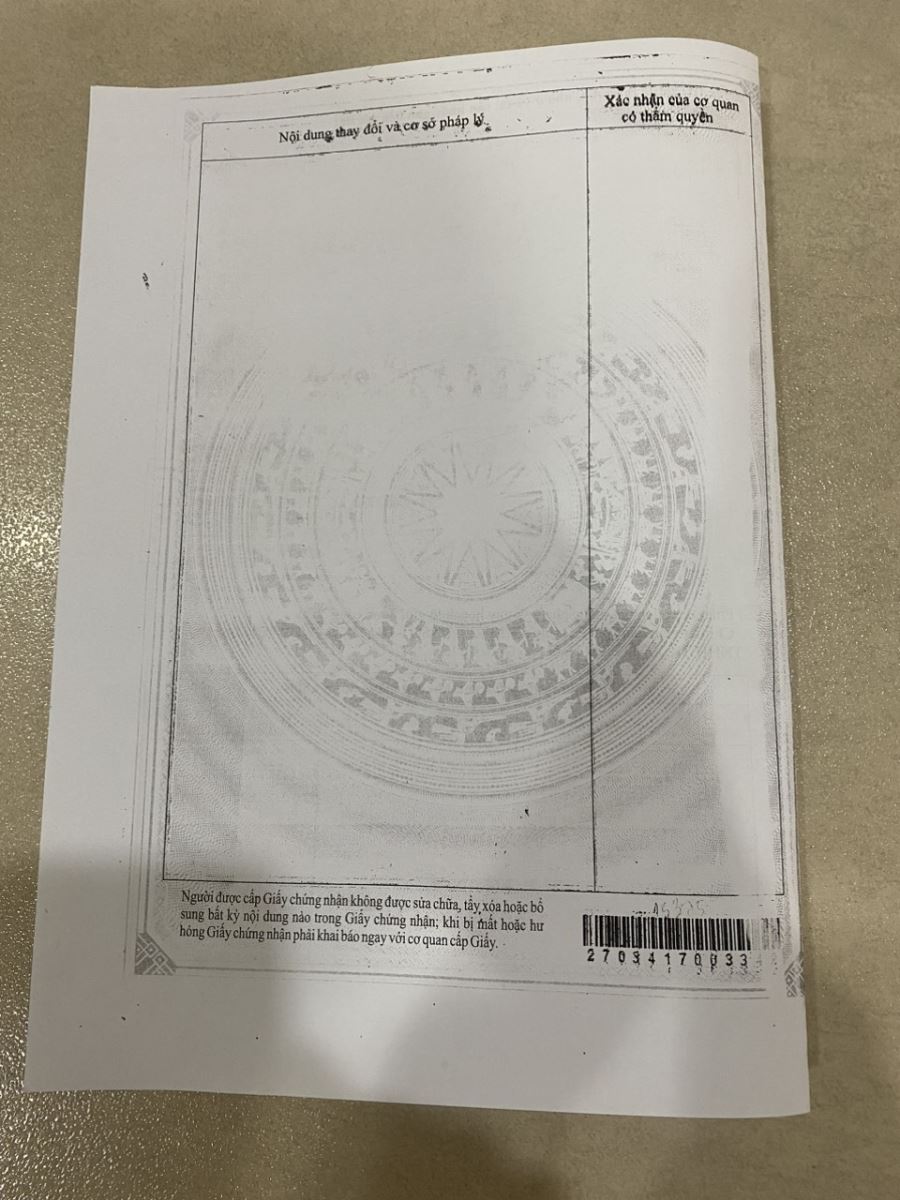 Nội dung thay đổi và cơ sở pháp lý
Xác nhận của cơ quan
có thẩm quyền
Người được cấp Giấy chứng nhận không được sửa chữa, tẩy, xóa hoặc bổ
sung bất kỳ nội dung nào trong Giấy chứng nhận; khi bị mất hoặc hư
hỏng Giấy chứng nhận phải khai báo ngay với cơ quan cấp Giấy.
27034170033